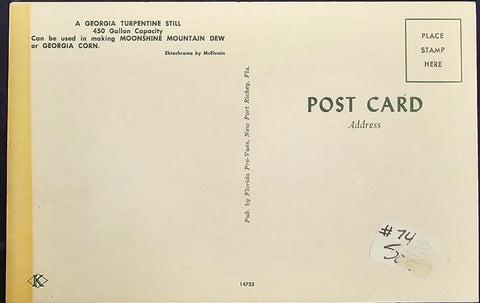 A GEORGIA TURPENTINE STILL
450 Gallon Capacity
Can be used in making MOONSHINE MOUNTAIN DEW
or GEORGIA CORN.
Ektachrome by McElvain
Pub. by Florida Pre-Vues, New Port Richey, Fla.
PLACE
STAMP
HERE
POST CARD
Address
#74
K
14733